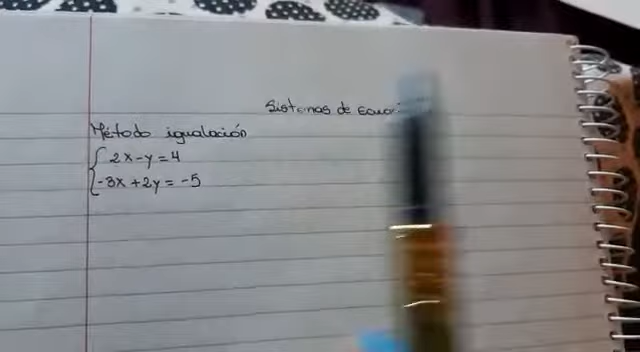 Sistemas de
Método igualación
2x-y=4
-3x+2y=-5